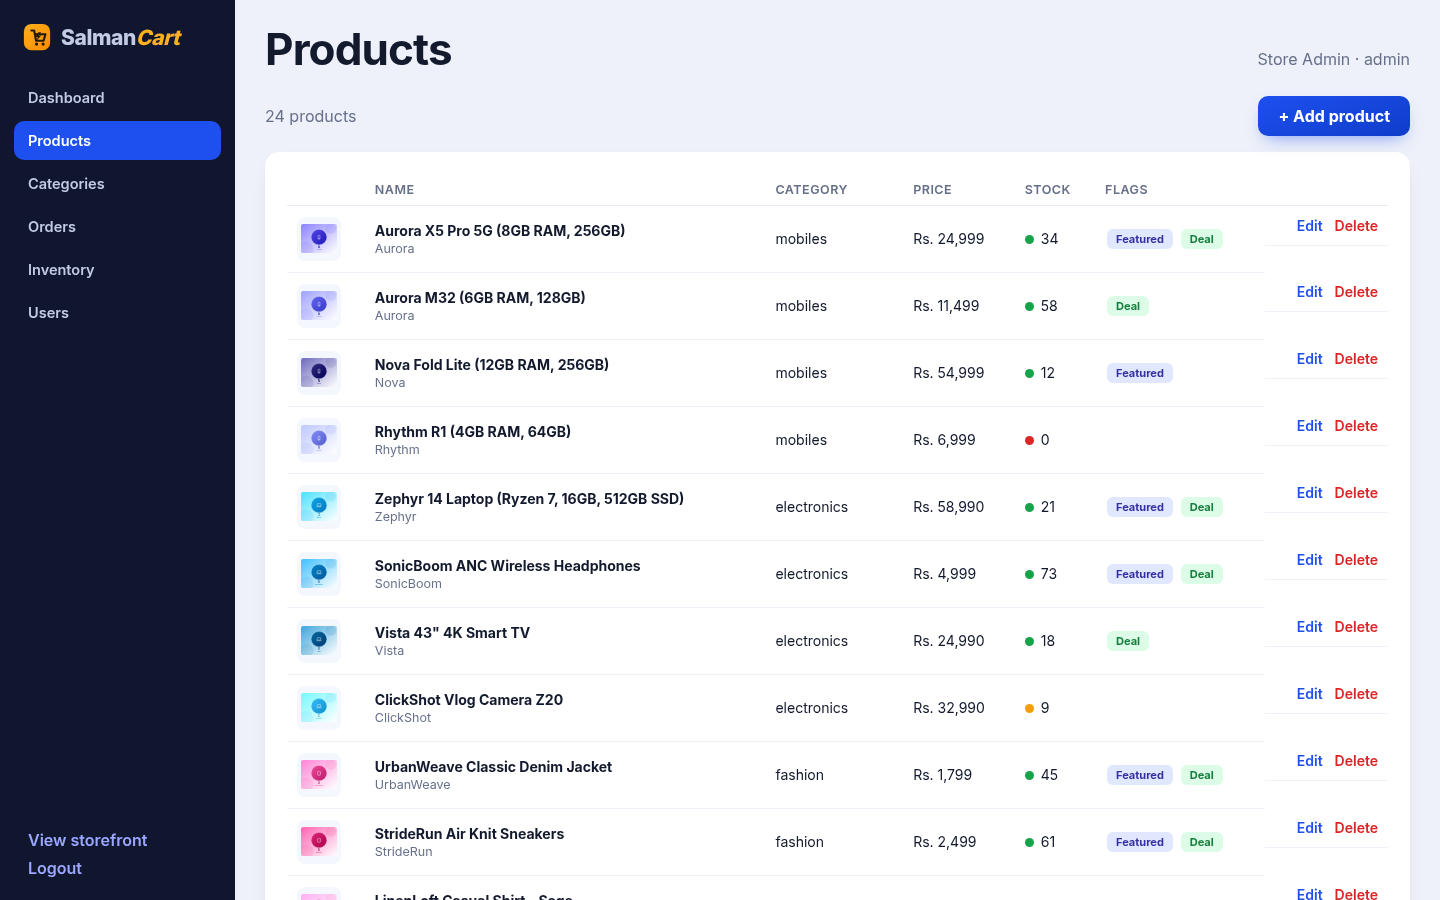 SalmanCart
Dashboard
Products
Categories
Orders
Inventory
Users
View storefront
Logout
Products
Store Admin · admin
24 products
+ Add product
NAME CATEGORY PRICE STOCK FLAGS
Aurora X5 Pro 5G (8GB RAM, 256GB)
Aurora
mobiles Rs. 24,999 34 Featured Deal Edit Delete
Aurora M32 (6GB RAM, 128GB)
Aurora
mobiles Rs. 11,499 58 Deal Edit Delete
Nova Fold Lite (12GB RAM, 256GB)
Nova
mobiles Rs. 54,999 12 Featured Edit Delete
Rhythm R1 (4GB RAM, 64GB)
Rhythm
mobiles Rs. 6,999 0 Edit Delete
Zephyr 14 Laptop (Ryzen 7, 16GB, 512GB SSD)
Zephyr
electronics Rs. 58,990 21 Featured Deal Edit Delete
SonicBoom ANC Wireless Headphones
SonicBoom
electronics Rs. 4,999 73 Featured Deal Edit Delete
Vista 43" 4K Smart TV
Vista
electronics Rs. 24,990 18 Deal Edit Delete
ClickShot Vlog Camera Z20
ClickShot
electronics Rs. 32,990 9 Edit Delete
UrbanWeave Classic Denim Jacket
UrbanWeave
fashion Rs. 1,799 45 Featured Deal Edit Delete
StrideRun Air Knit Sneakers
StrideRun
fashion Rs. 2,499 61 Featured Deal Edit Delete
Edit Delete